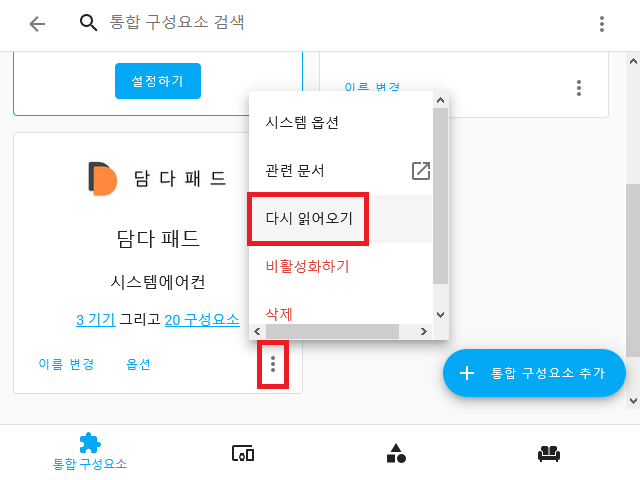 통합 구성요소 검색
설정하기
이름 변경
시스템 옵션
관련 문서
다시 읽어오기
비활성화하기
삭제
담다패드
담다 패드
시스템에어컨
3 기기 그리고 20 구성요소
이름 변경 옵션
통합 구성요소 추가
통합 구성요소